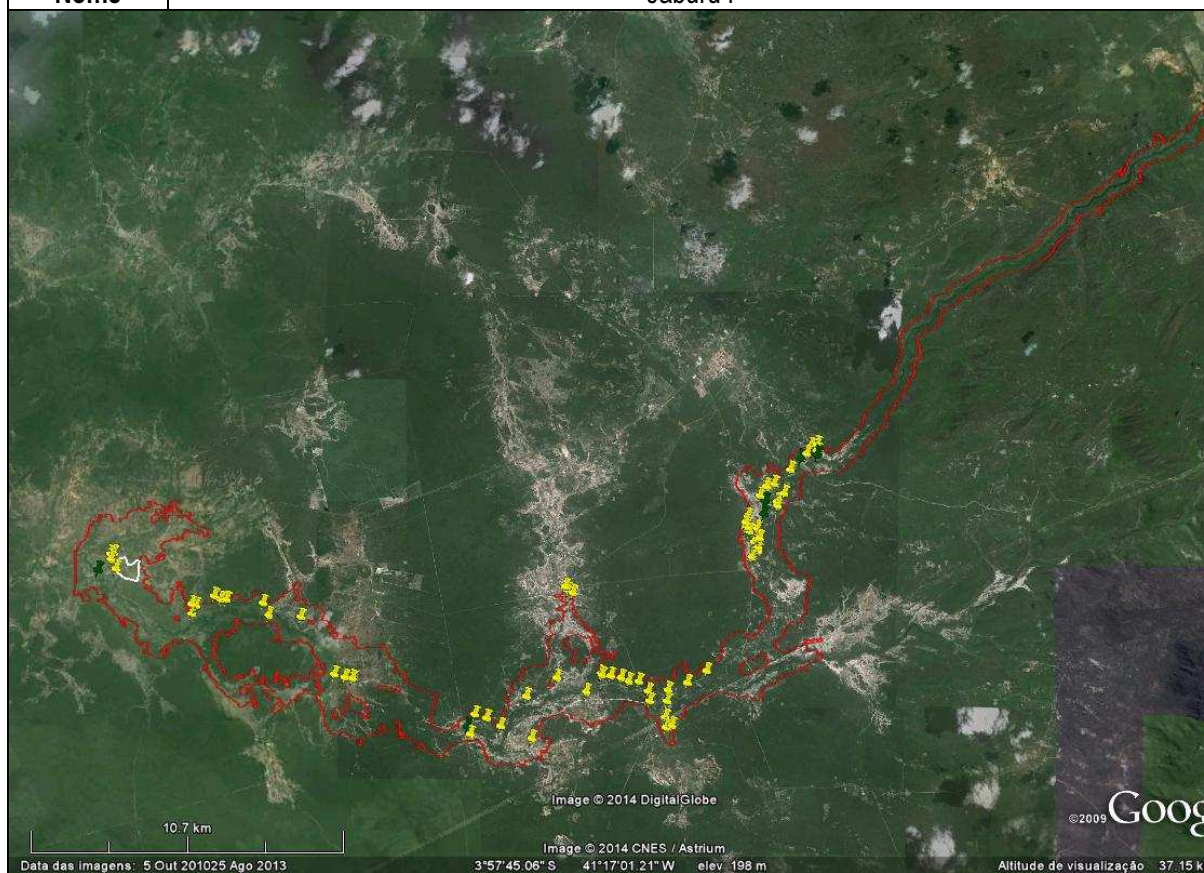 Nome
Image © 2014 DigitalGlobe
©2009 Goog
10.7 km
Image © 2014 CNES / Astrium
Data das imagens: 5 Out 201025 Ago 2013 3°57'45.06" S 41°17'01.21" W elev 198 m Altitude de visualização 37.15 k